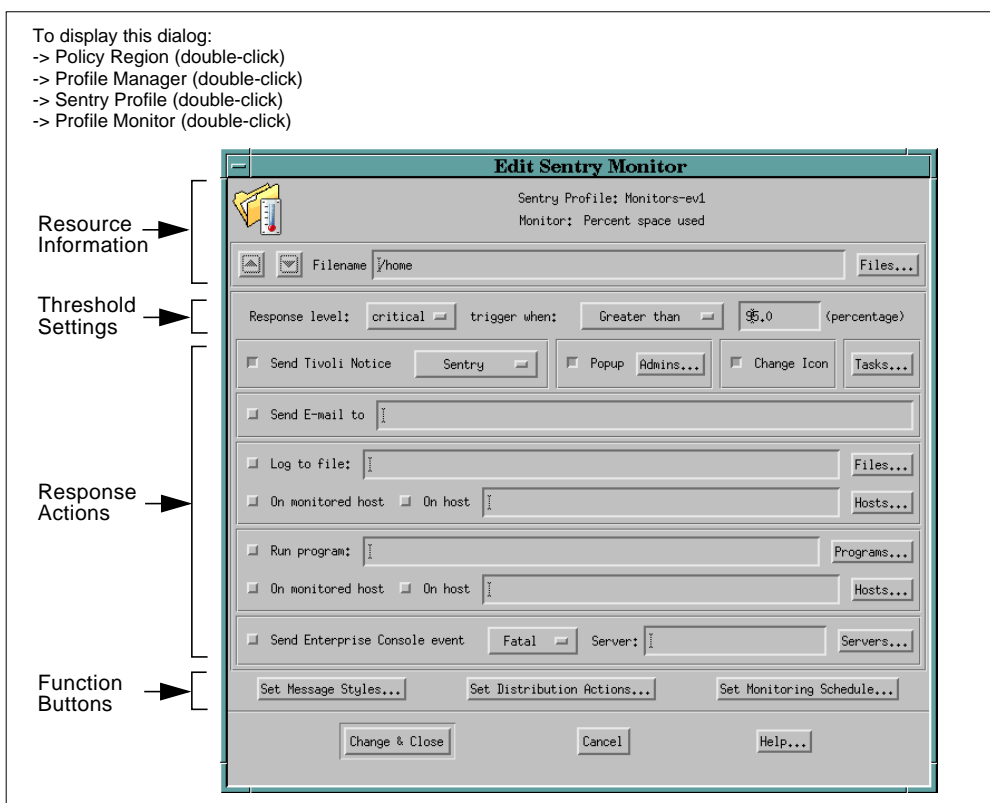 To display this dialog:
-> Policy Region (double-click)
-> Profile Manager (double-click)
-> Sentry Profile (double-click)
-> Profile Monitor (double-click)
Edit Sentry Monitor
Resource
Information
Sentry Profile: Monitors-ev1
Monitor: Percent space used
Filename /home Files...
Threshold
Settings
Response level: critical trigger when: Greater than 95.0 (percentage)
Response
Actions
Send Tivoli Notice Sentry Popup Admins... Change Icon Tasks...
Send E-mail to
Log to file: Files...
On monitored host On host Hosts...
Run program: Programs...
On monitored host On host Hosts...
Send Enterprise Console event Fatal Server: Servers...
Function
Buttons
Set Message Styles... Set Distribution Actions... Set Monitoring Schedule...
Change & Close Cancel Help...